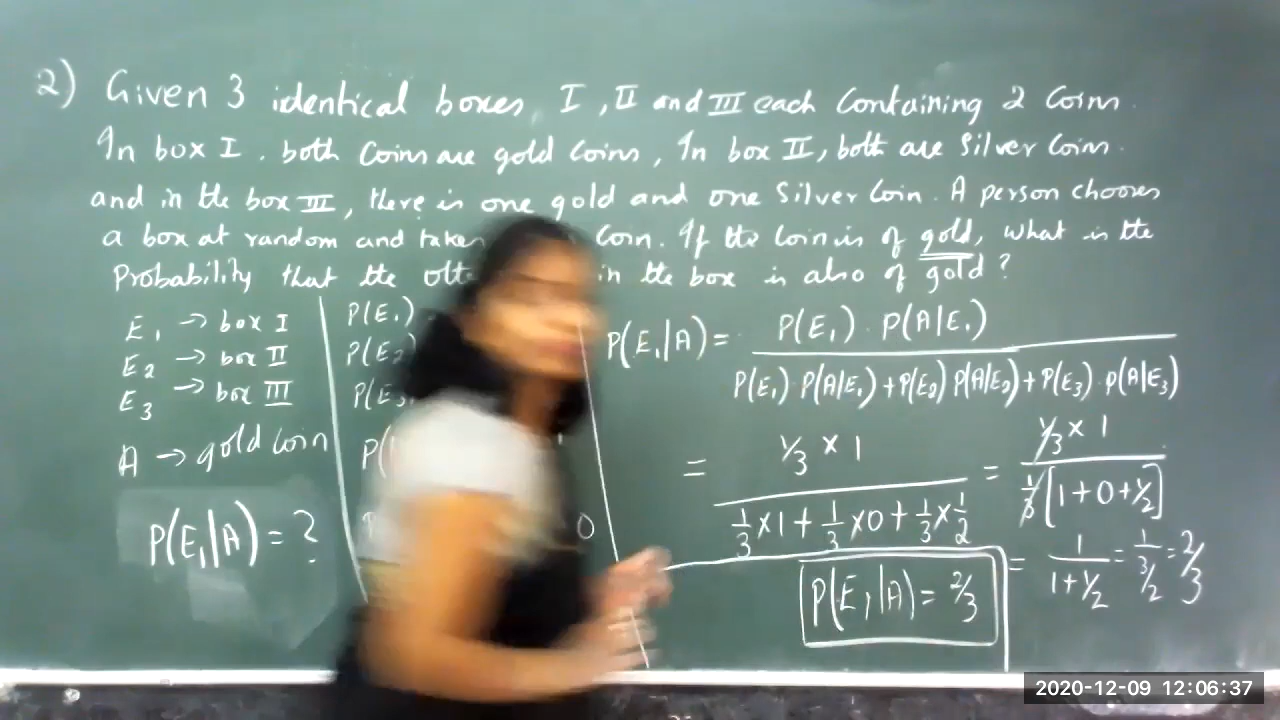 2) Given 3 identical boxes, I, II and III each Containing 2 Coins.
In box I. both Coins are gold Coins, In box II, both are Silver Coins.
and in the box III, there is one gold and one Silver Coin. A person chooses
a box at random and takes Coin. If the Coin is of gold, what is the
Probability that the in the box is also of gold?
E₁ → box I
E₂ → box II
E₃ → box III
A → gold Coin
P(E₁|A) = ?
P(E₁)
P(E₂)
P(E₃
0
P(E₁|A) = P(E₁) . P(A|E₁)
P(E₁) P(A|E₁) + P(E₂) P(A|E₂) + P(E₃) . P(A|E₃)
= 1/3 × 1 = 1/3 × 1
1/3 × 1 + 1/3 × 0 + 1/3 × 1/2 1/3 [1 + 0 + 1/2]
= 1 / 1 + 1/2 = 1 / 3/2 = 2/3
P(E₁|A) = 2/3
2020-12-09 12:06:37